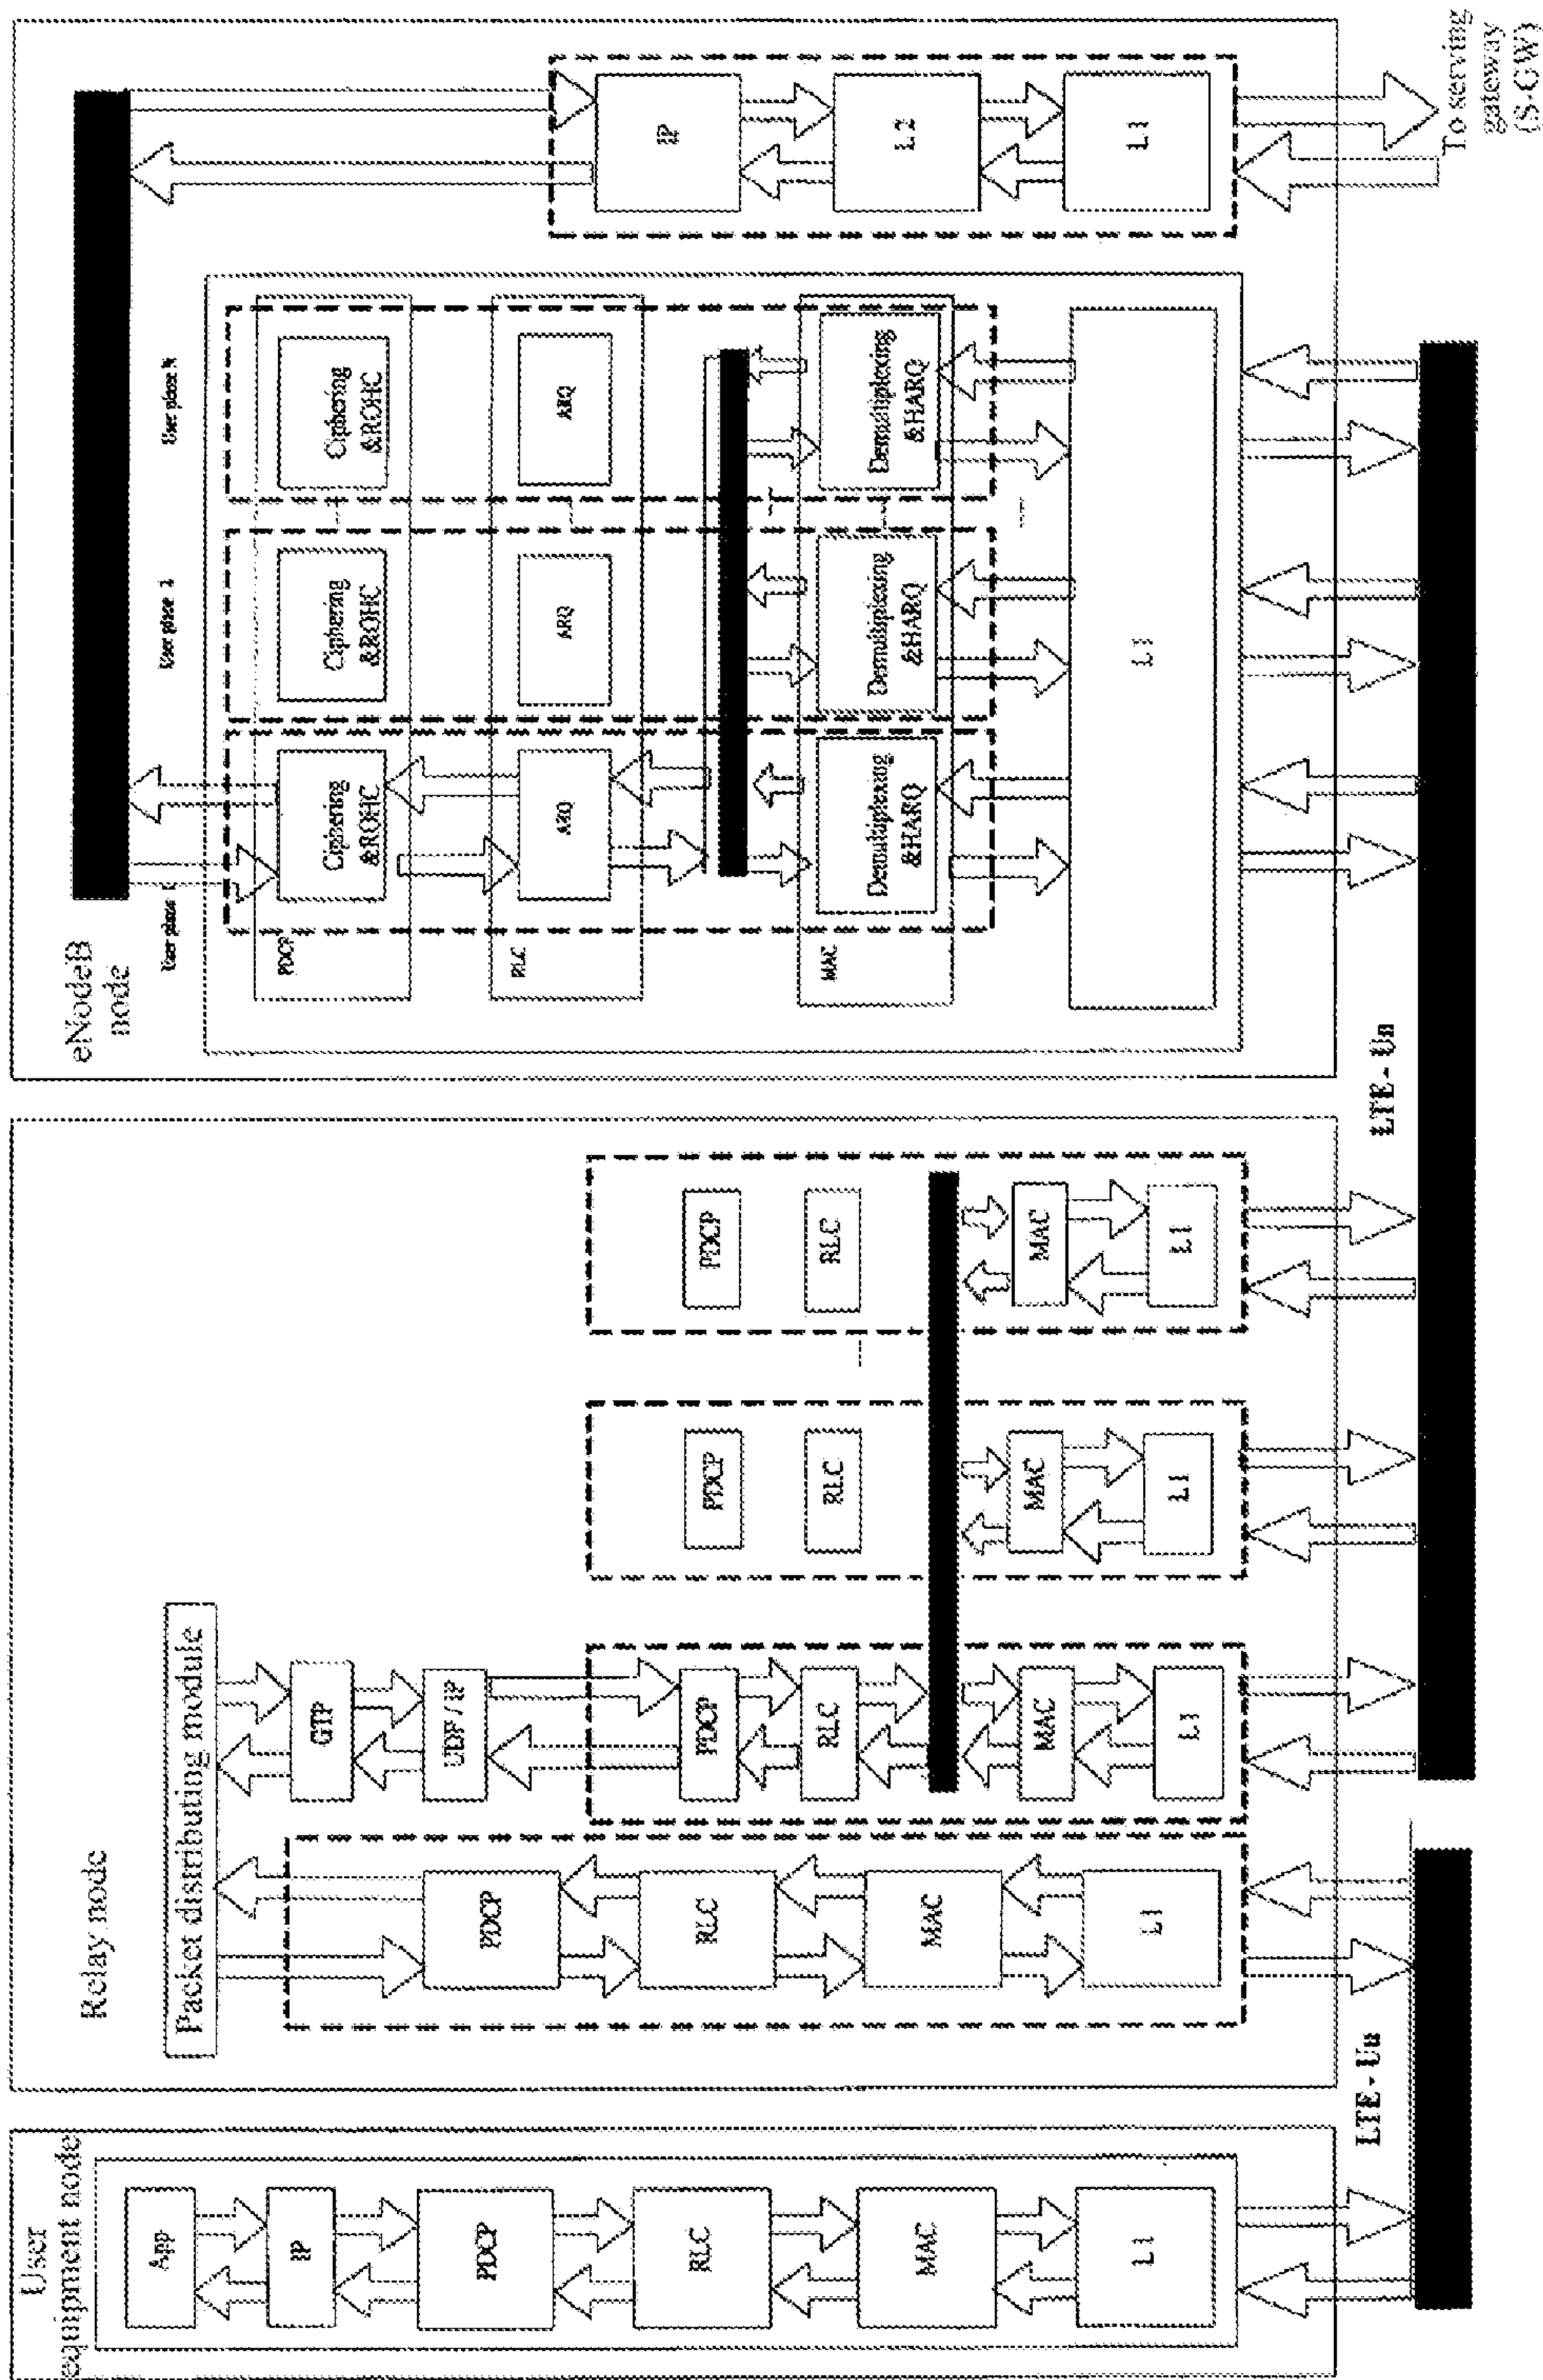 User
equipment node
App
IP
PDCP
RLC
MAC
L1
LTE - Uu
Relay node
Packet distributing module
PDCP
RLC
MAC
L1
GTP
UDP / IP
PDCP
RLC
MAC
L1
PDCP
RLC
MAC
L1
PDCP
RLC
MAC
L1
LTE - Un
eNodeB
node
User plane 1
User plane 2
User plane N
PDCP
Ciphering
&ROHC
Ciphering
&ROHC
Ciphering
&ROHC
RLC
ARQ
ARQ
ARQ
MAC
Demultiplexing
&HARQ
Demultiplexing
&HARQ
Demultiplexing
&HARQ
L1
IP
L2
L1
To serving
gateway
(S-GW)